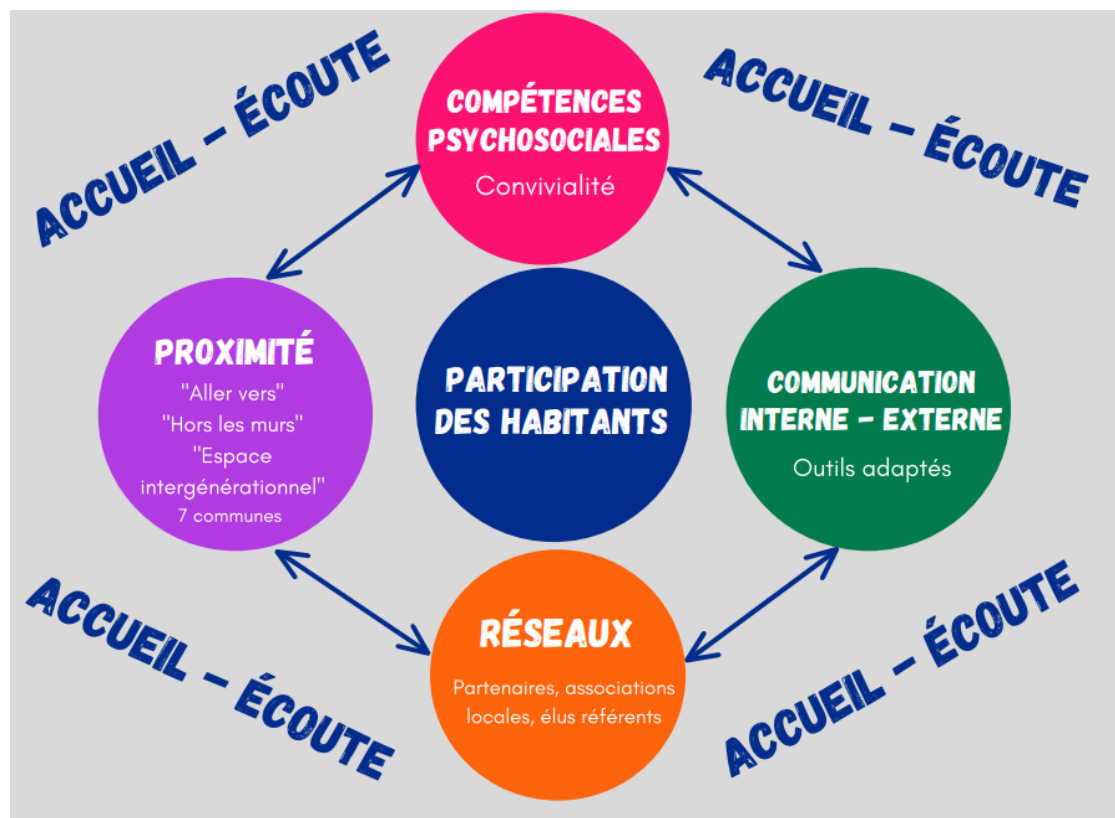 ACCUEIL – ÉCOUTE
ACCUEIL – ÉCOUTE
COMPÉTENCES
PSYCHOSOCIALES
Convivialité
PROXIMITÉ
"Aller vers"
"Hors les murs"
"Espace
intergénérationnel"
7 communes
PARTICIPATION
DES HABITANTS
COMMUNICATION
INTERNE – EXTERNE
Outils adaptés
RÉSEAUX
Partenaires, associations
locales, élus référents
ACCUEIL – ÉCOUTE
ACCUEIL – ÉCOUTE